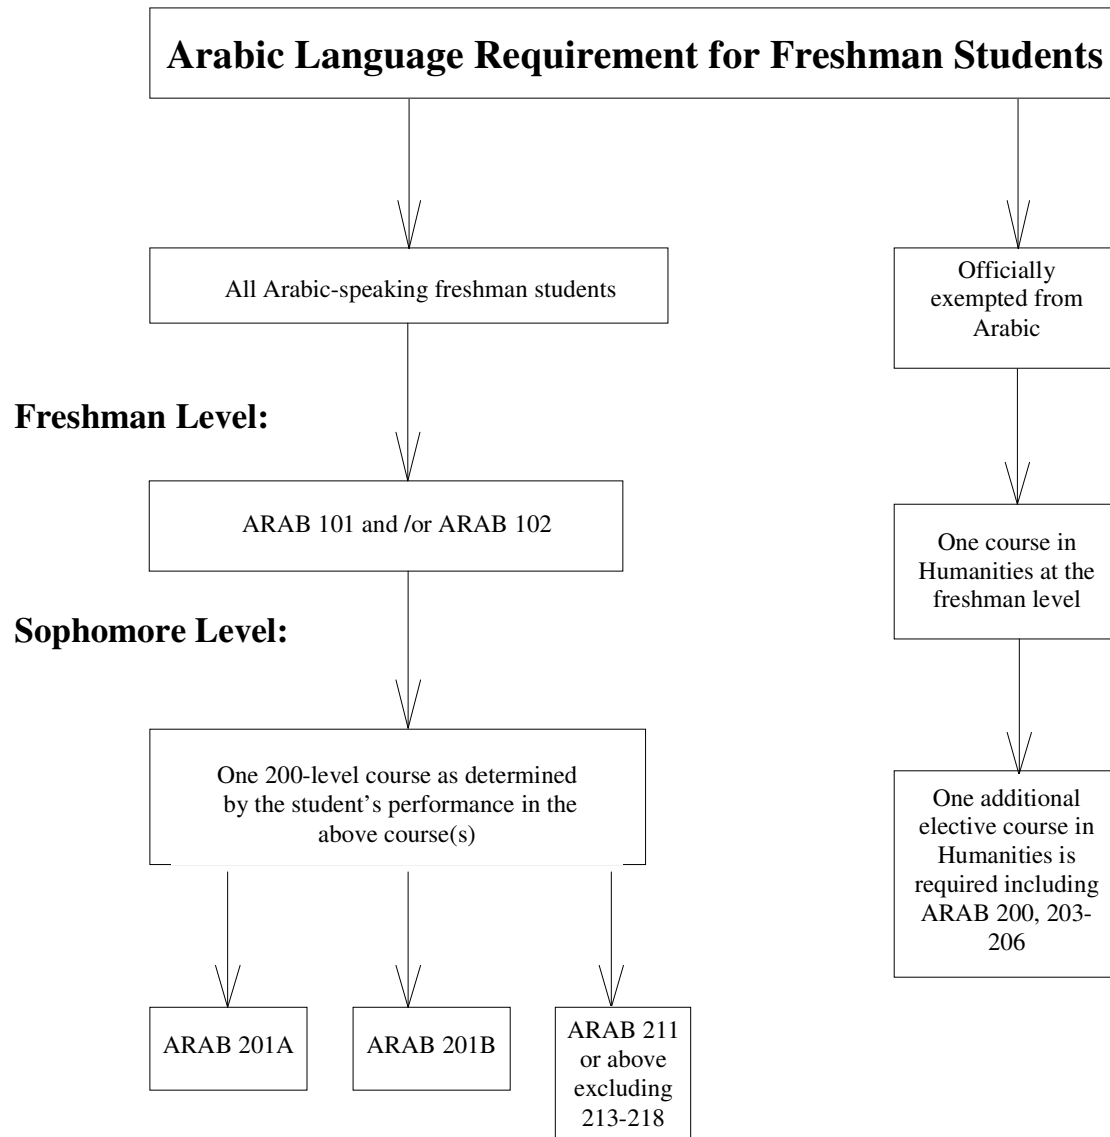 Arabic Language Requirement for Freshman Students
All Arabic-speaking freshman students
Officially
exempted from
Arabic
Freshman Level:
ARAB 101 and /or ARAB 102
One course in
Humanities at the
freshman level
Sophomore Level:
One 200-level course as determined
by the student’s performance in the
above course(s)
One additional
elective course in
Humanities is
required including
ARAB 200, 203-
206
ARAB 201A
ARAB 201B
ARAB 211
or above
excluding
213-218